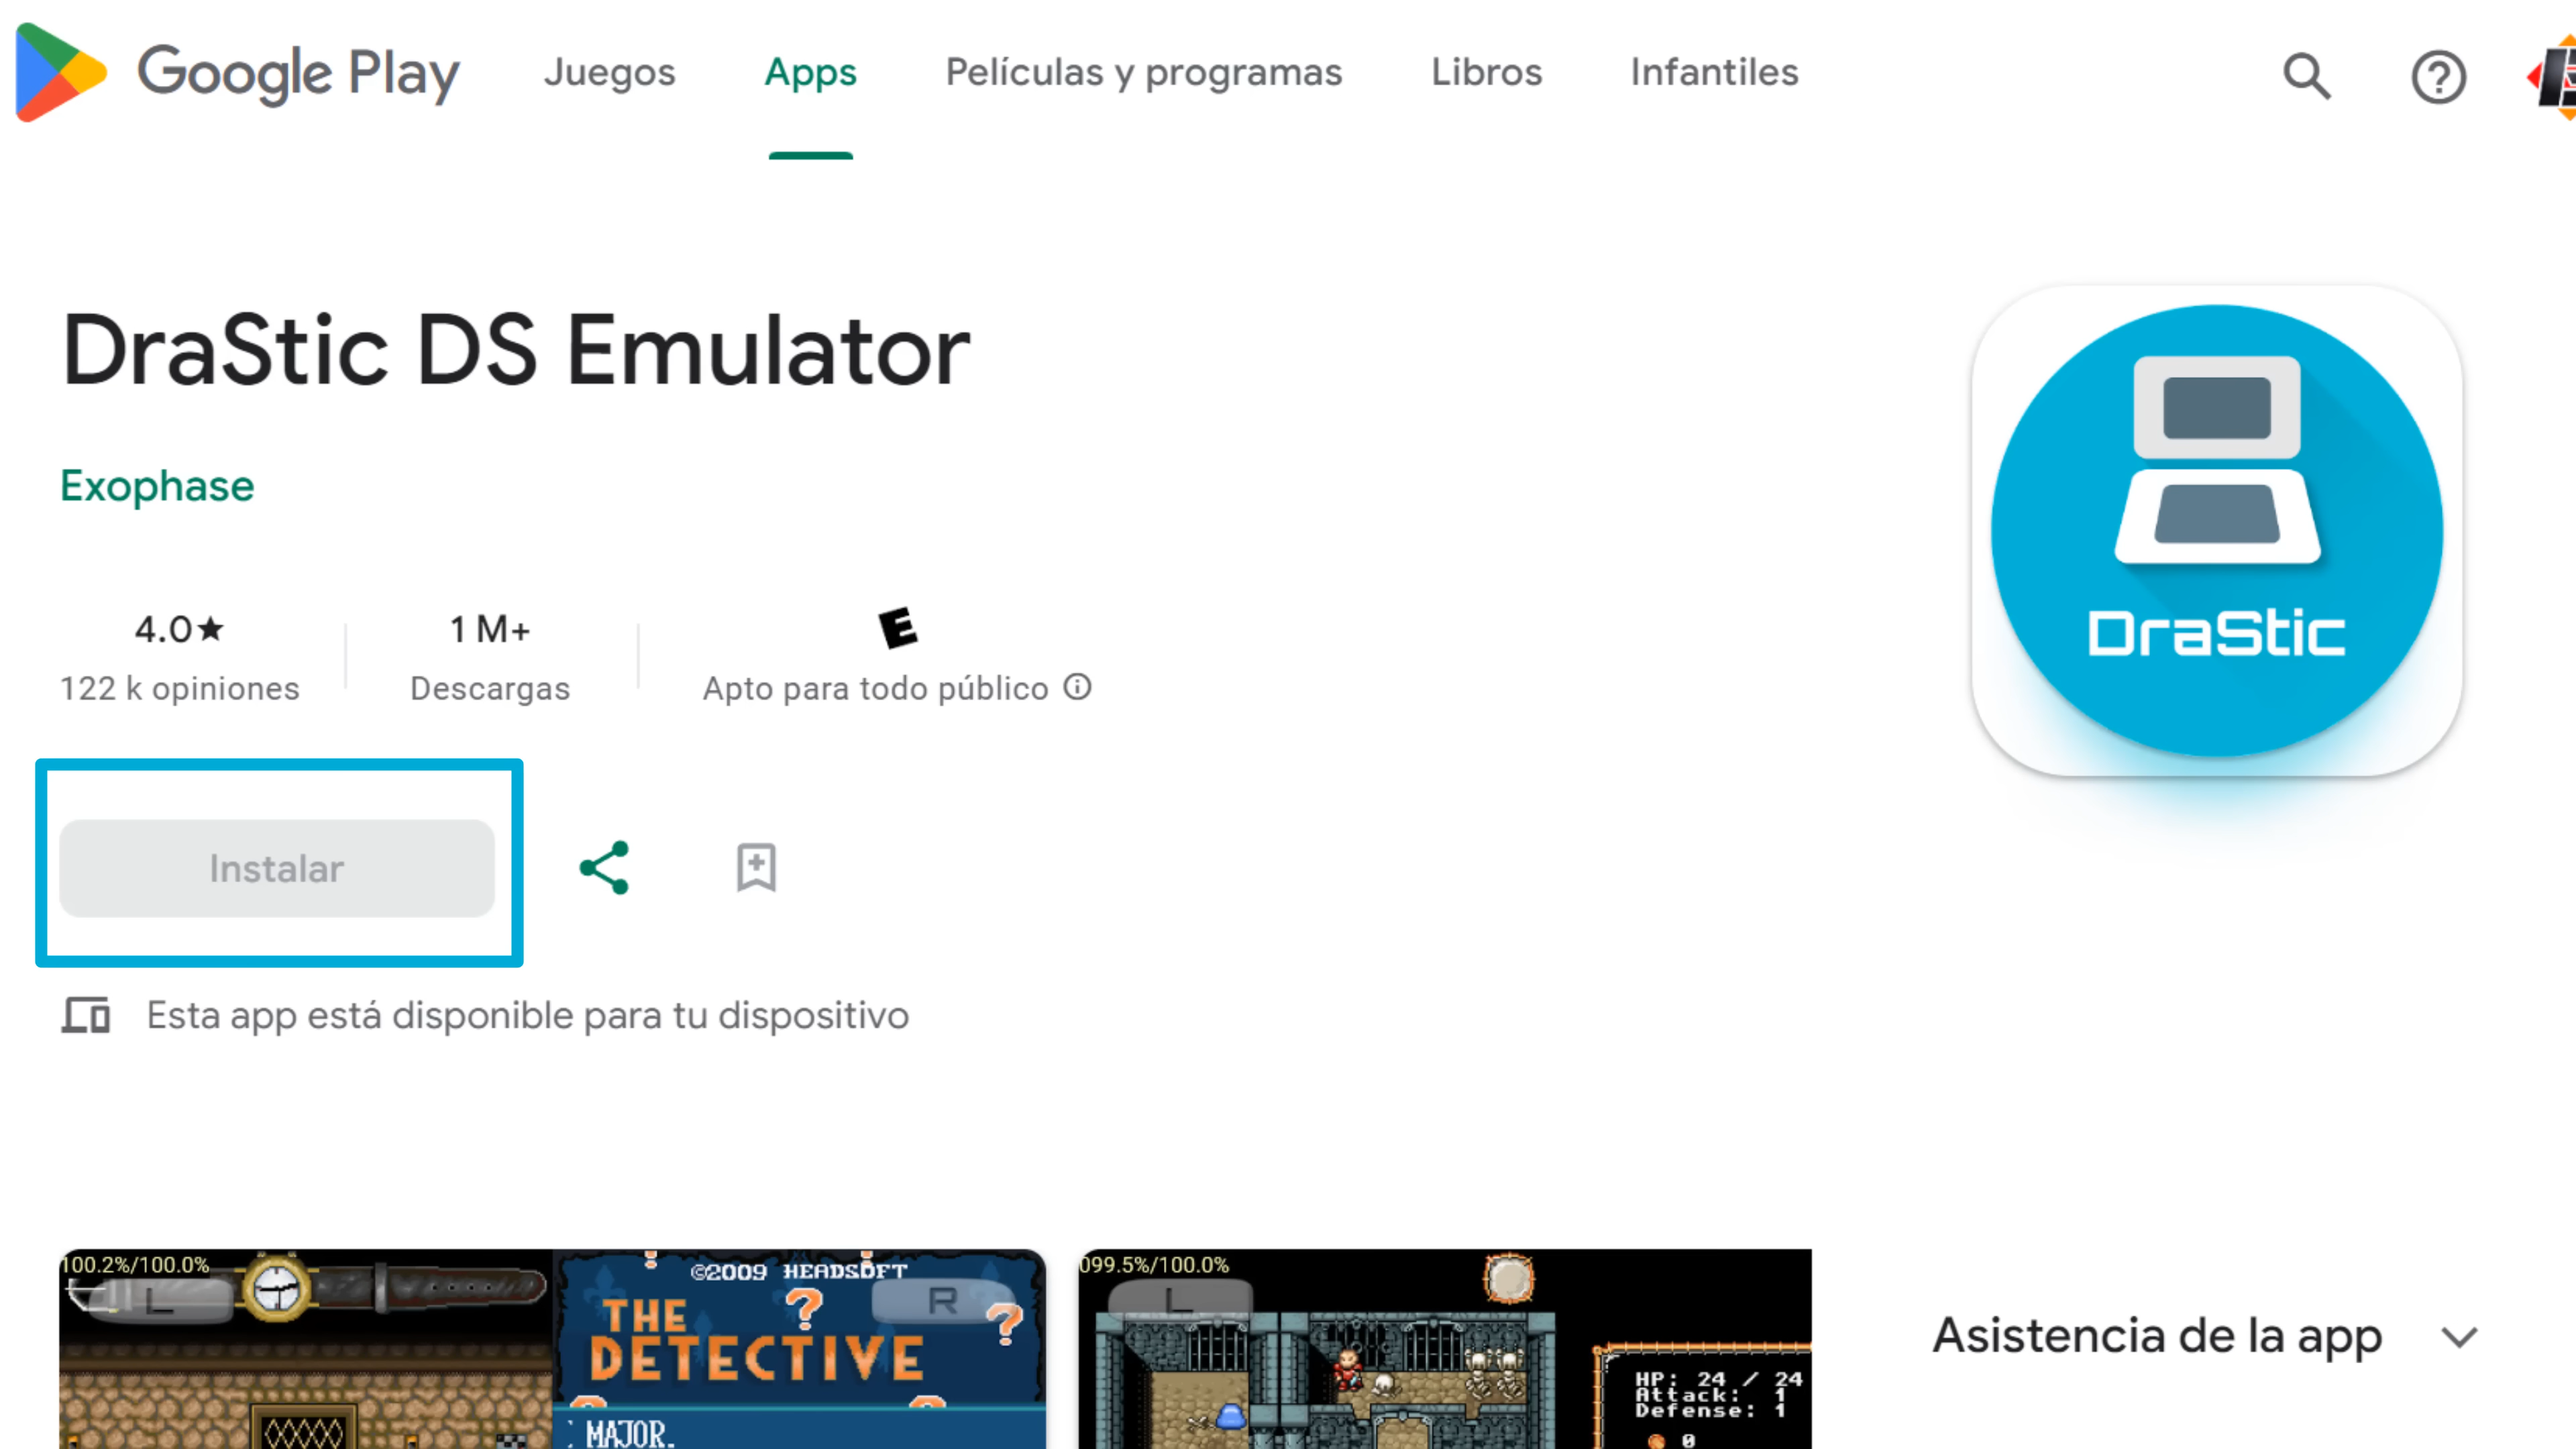 Google Play Juegos Apps Películas y programas Libros Infantiles
DraStic DS Emulator
Exophase
4.0★ 1 M+ E
122 k opiniones Descargas Apto para todo público
DraStic
Instalar
Esta app está disponible para tu dispositivo
100.2%/100.0%
L
©2009 HEADSOFT
R
THE
DETECTIVE
: MAJOR.
099.5%/100.0%
L
HP: 24 / 24
Attack: 1
Defense: 1
0
Asistencia de la app